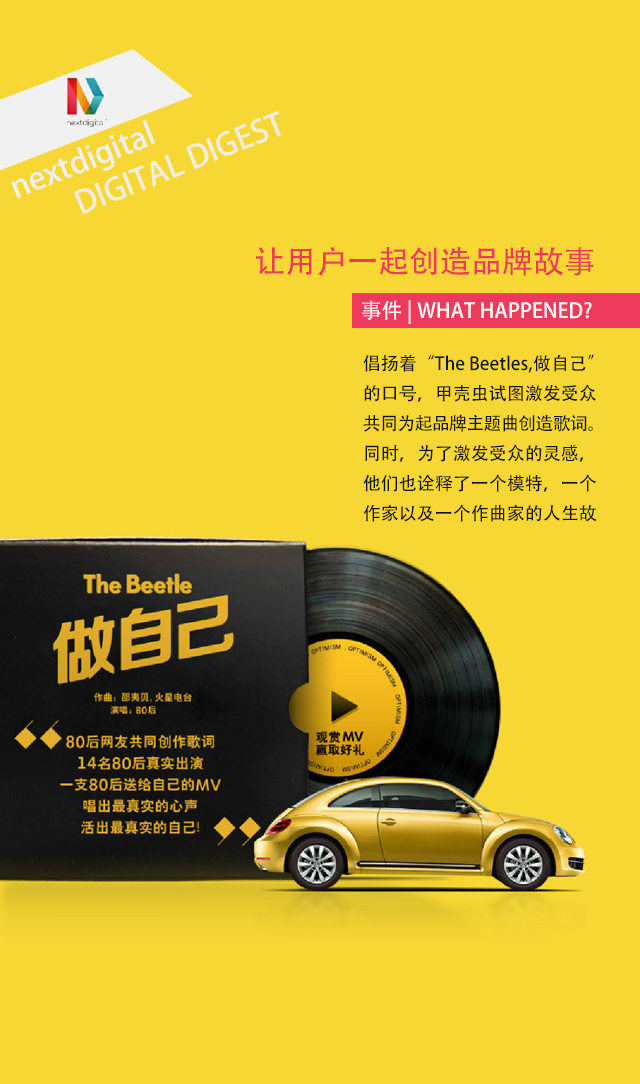 nextdigital
nextdigital
DIGITAL DIGEST
让用户一起创造品牌故事
事件 | WHAT HAPPENED?
倡扬着“The Beetles,做自己”
的口号，甲壳虫试图激发受众
共同为起品牌主题曲创造歌词。
同时，为了激发受众的灵感，
他们也诠释了一个模特，一个
作家以及一个作曲家的人生故
The Beetle
做自己
作曲：邵夷贝. 火星电台
演唱：80后
80后网友共同创作歌词
14名80后真实出演
一支80后送给自己的MV
唱出最真实的心声
活出最真实的自己!
OPTIMISM . OPTIMISM . OPTIMISM . OPTIMISM . OPTIMISM
观赏MV
赢取好礼